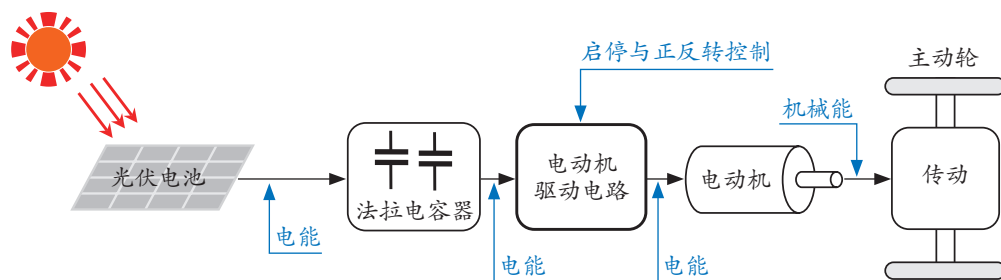 启停与正反转控制
主动轮
机械能
光伏电池
法拉电容器
电动机
驱动电路
电动机
传动
电能
电能
电能